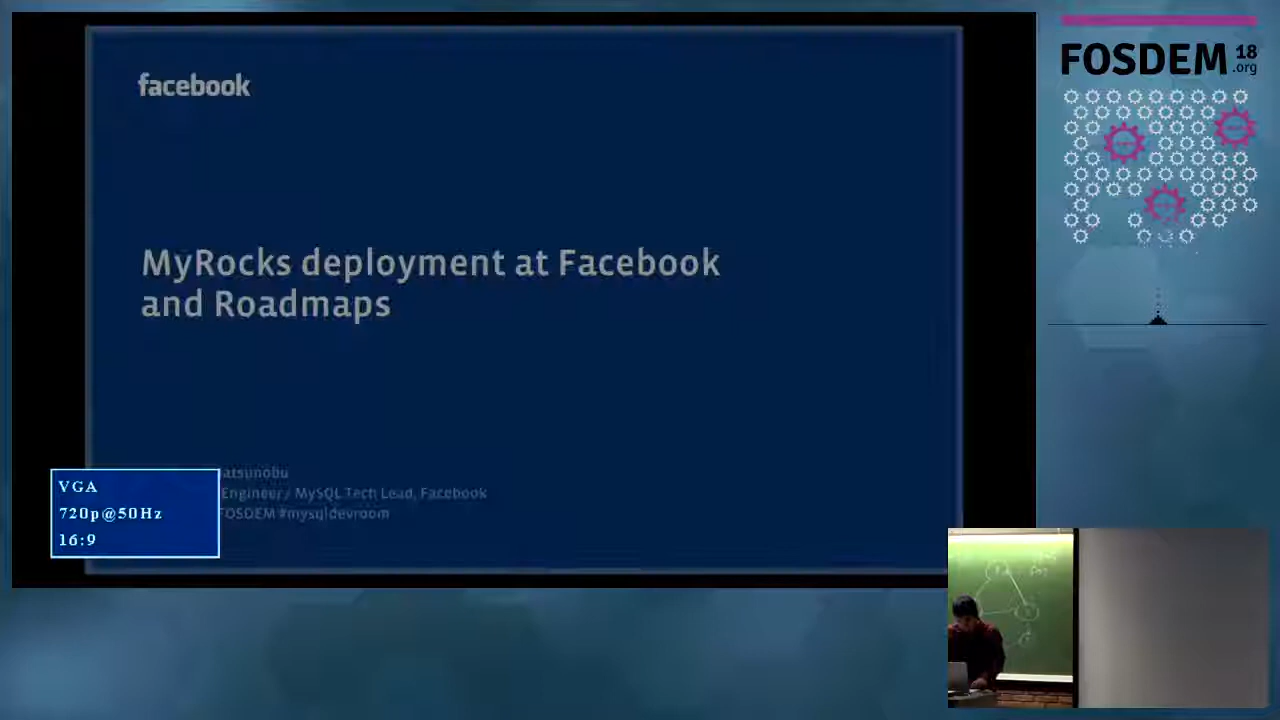 facebook
MyRocks deployment at Facebook
and Roadmaps
atsunobu
Engineer / MySQL Tech Lead, Facebook
FOSDEM #mysqldevroom
VGA
720p@50Hz
16:9
FOSDEM 18
.org